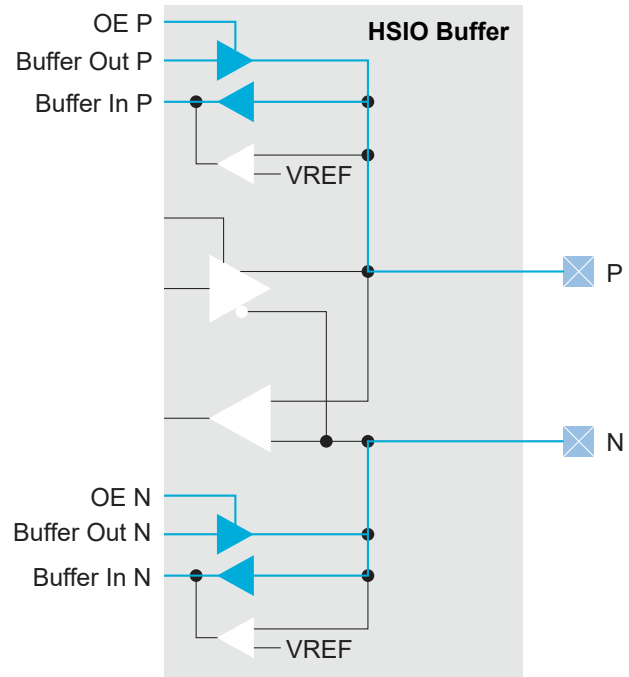 OE P
HSIO Buffer
Buffer Out P
Buffer In P
VREF
P
N
OE N
Buffer Out N
Buffer In N
VREF